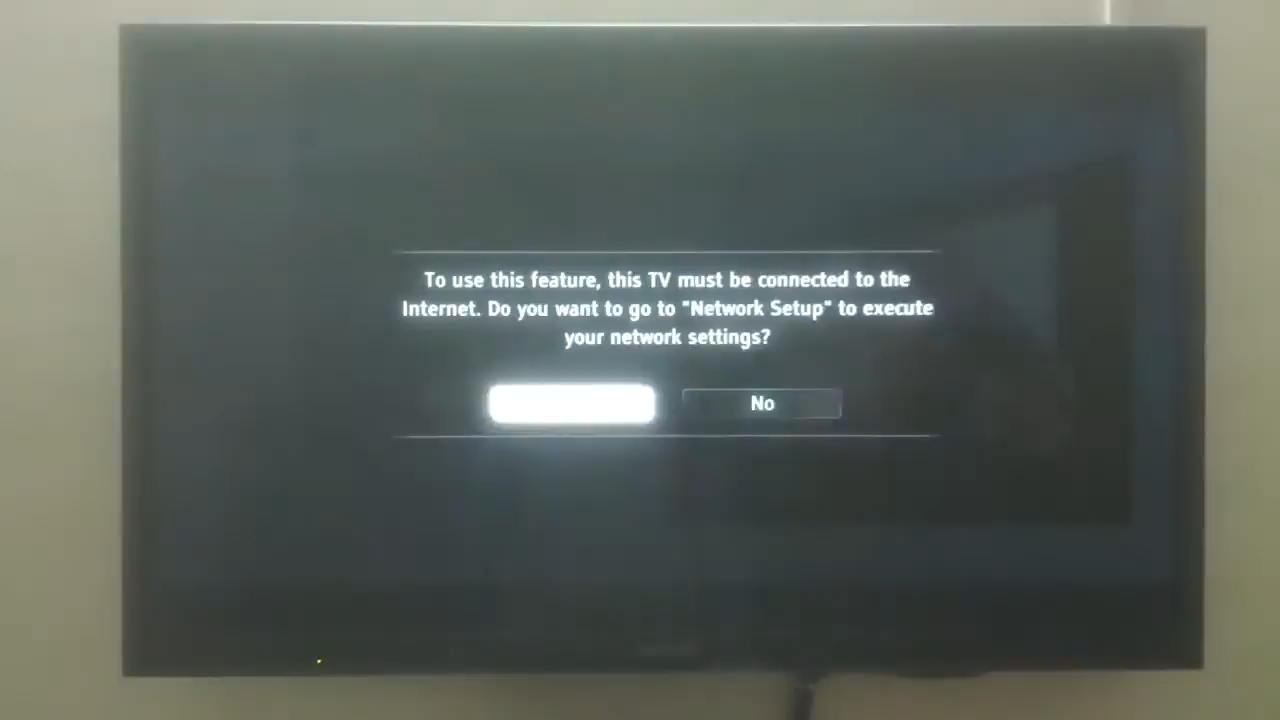 To use this feature, this TV must be connected to the
Internet. Do you want to go to "Network Setup" to execute
your network settings?
No